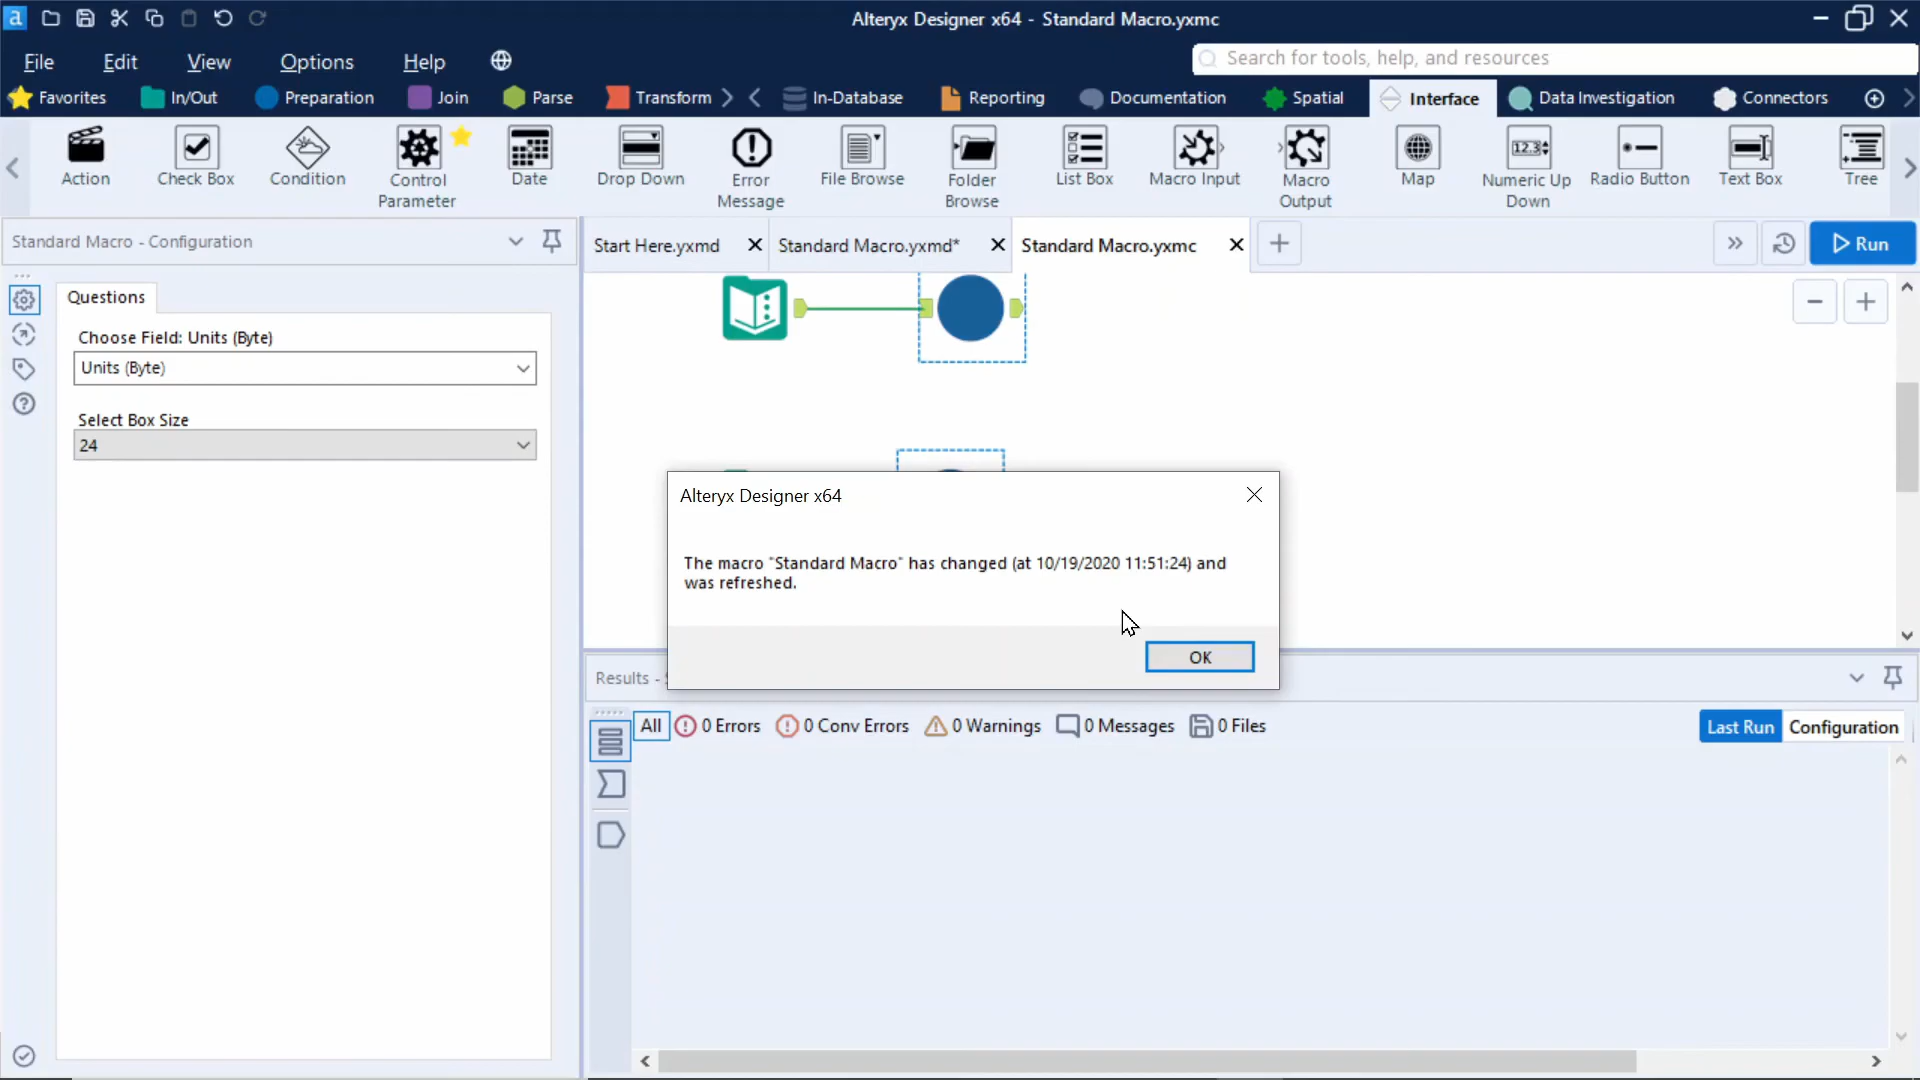 Alteryx Designer x64 - Standard Macro.yxmc
File Edit View Options Help
Search for tools, help, and resources
Favorites In/Out Preparation Join Parse Transform In-Database Reporting Documentation Spatial Interface Data Investigation Connectors
Action
Check Box
Condition
Control
Parameter
Date
Drop Down
Error
Message
File Browse
Folder
Browse
List Box
Macro Input
Macro
Output
Map
12.3
Numeric Up
Down
Radio Button
Text Box
Tree
Standard Macro - Configuration
Start Here.yxmd
Standard Macro.yxmd*
Standard Macro.yxmc
Run
Questions
Choose Field: Units (Byte)
Units (Byte)
Select Box Size
24
Alteryx Designer x64
The macro "Standard Macro" has changed (at 10/19/2020 11:51:24) and
was refreshed.
OK
Results -
All 0 Errors 0 Conv Errors 0 Warnings 0 Messages 0 Files
Last Run Configuration